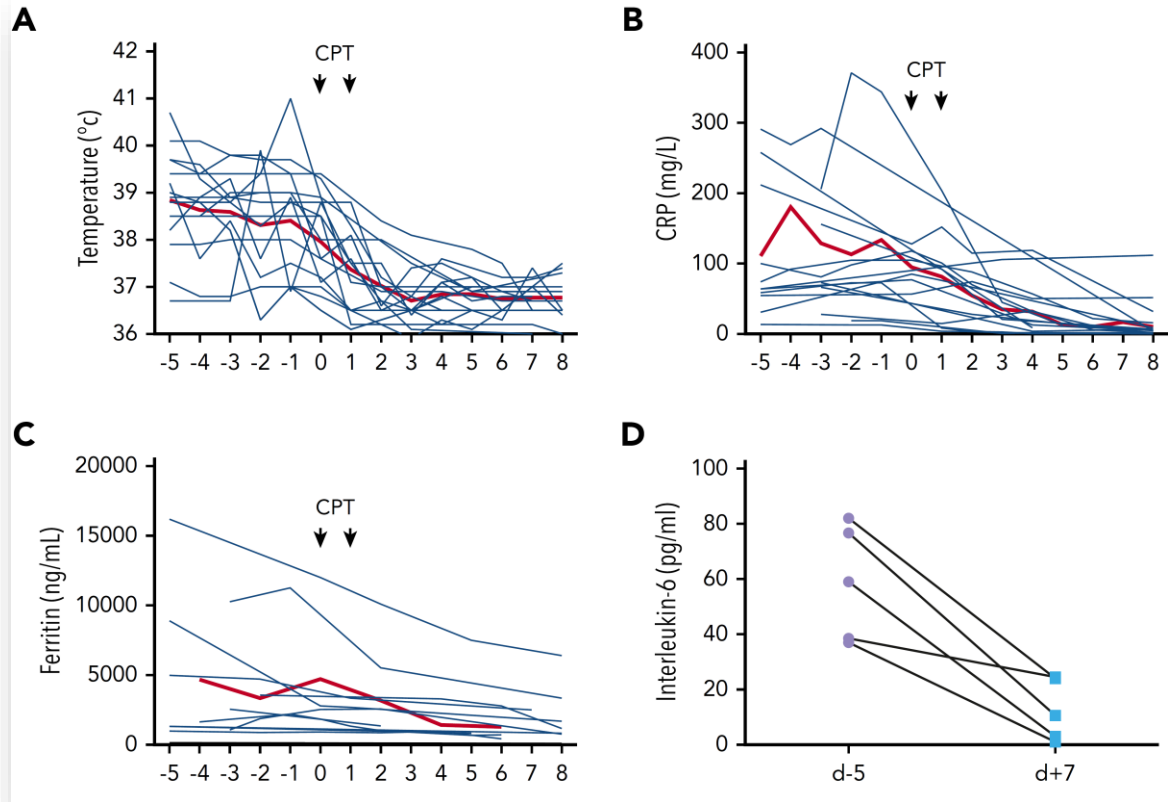 A
B
42
41
40
39
38
37
36
Temperature (°c)
CPT
-5 -4 -3 -2 -1 0 1 2 3 4 5 6 7 8
400
300
200
100
0
CRP (mg/L)
CPT
-5 -4 -3 -2 -1 0 1 2 3 4 5 6 7 8
C
D
20000
15000
10000
5000
0
Ferritin (ng/mL)
CPT
-5 -4 -3 -2 -1 0 1 2 3 4 5 6 7 8
100
80
60
40
20
0
Interleukin-6 (pg/ml)
d-5 d+7